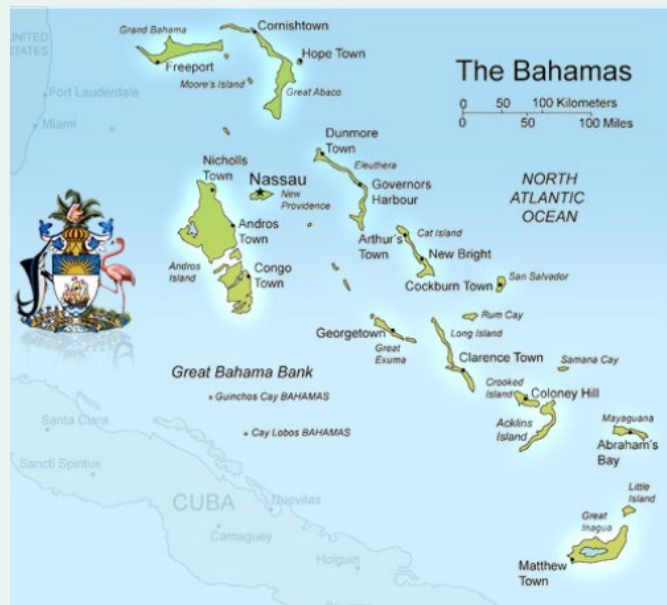 Cornishtown
Grand Bahama
UNITED
STATES
Freeport
Hope Town
Moore's Island
Great Abaco
Fort Lauderdale
Miami
The Bahamas
0 50 100 Kilometers
0 50 100 Miles
Dunmore
Town
Nicholls
Town
Nassau
New
Providence
Eleuthera
Governors
Harbour
NORTH
ATLANTIC
OCEAN
Andros
Town
Arthur's
Town
Cat Island
New Bright
Andros
Island
Congo
Town
Cockburn Town
San Salvador
Rum Cay
Georgetown
Great
Exuma
Long Island
Clarence Town
Samana Cay
Great Bahama Bank
Crooked
Island
Coloney Hill
Guinchos Cay BAHAMAS
Acklins
Island
Mayaguana
Abraham's
Bay
Cay Lobos BAHAMAS
Santa Clara
Sancti Spiritus
CUBA
Nuevitas
Camaguey
Holguin
Little
Island
Great
Inagua
Matthew
Town